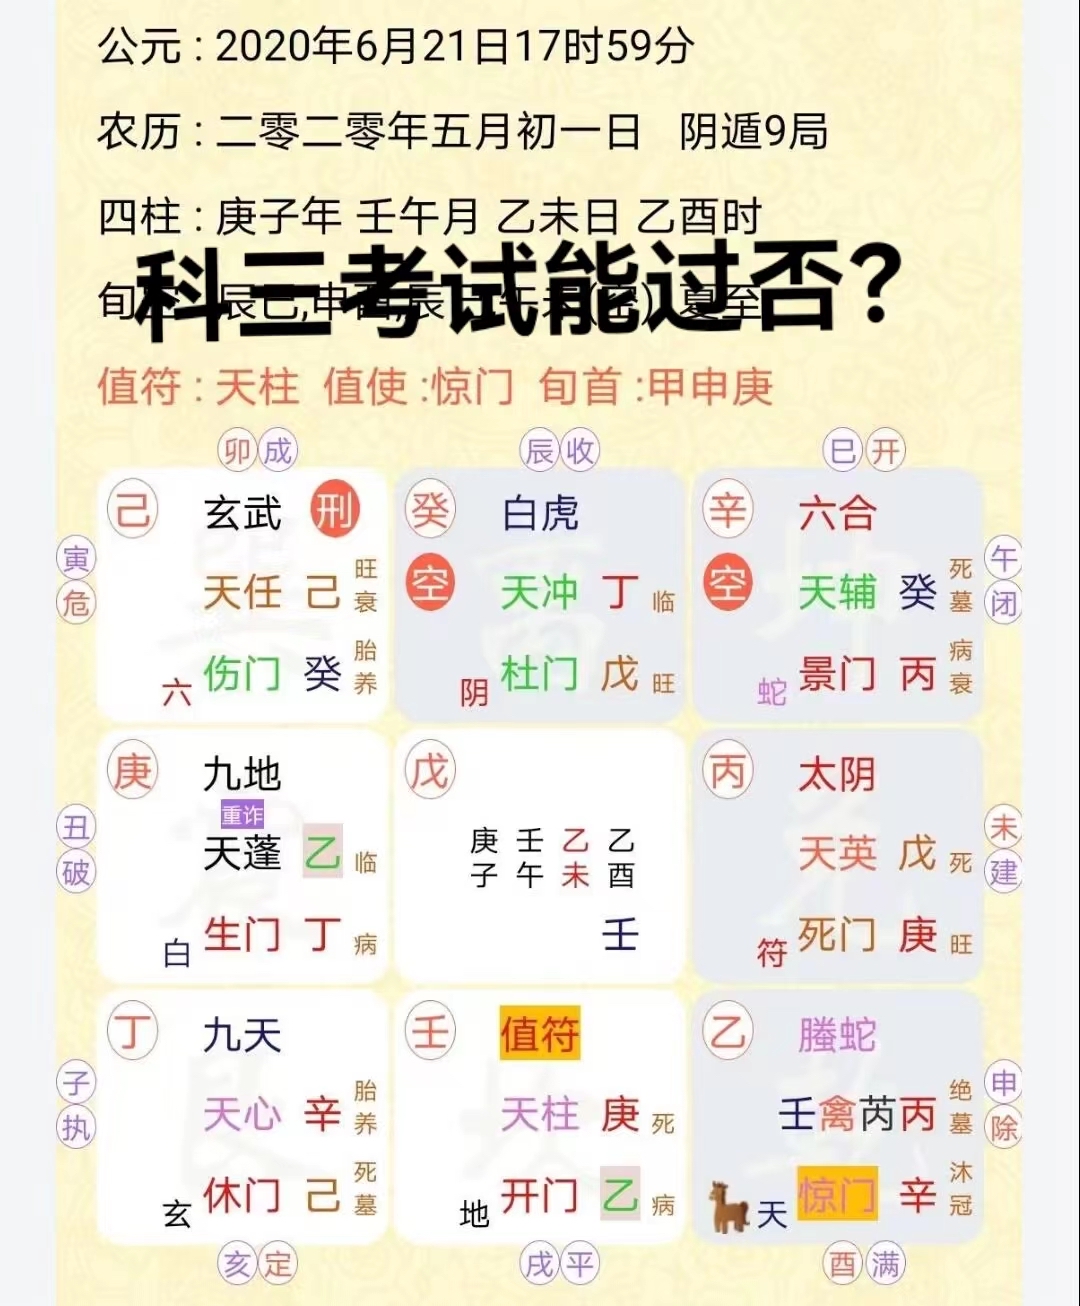 公元 : 2020年6月21日17时59分
农历 : 二零二零年五月初一日 阴遁9局
四柱 : 庚子年 壬午月 乙未日 乙酉时
科三考试能过否?
旬 辰巳,申酉,辰巳,午未 夏至
值符 : 天柱 值使 :惊门 旬首 :甲申庚
卯成 辰收 巳开
己 玄武 刑 癸 白虎 辛 六合
寅 危 天任 己 旺衰 空 天冲 丁 临 空 天辅 癸 死墓 午 闭
六 伤门 癸 胎养 阴 杜门 戊 旺 蛇 景门 丙 病衰
庚 九地 戊 丙 太阴
重诈
丑 破 天蓬 乙 临 庚 壬 乙 乙 天英 戊 死 未 建
子 午 未 酉
白 生门 丁 病 壬 符 死门 庚 旺
丁 九天 壬 值符 乙 螣蛇
子 执 天心 辛 胎养 天柱 庚 死 壬禽芮丙 绝墓 申 除
玄 休门 己 死墓 地 开门 乙 病 天 惊门 辛 沐冠
亥定 戌平 酉满